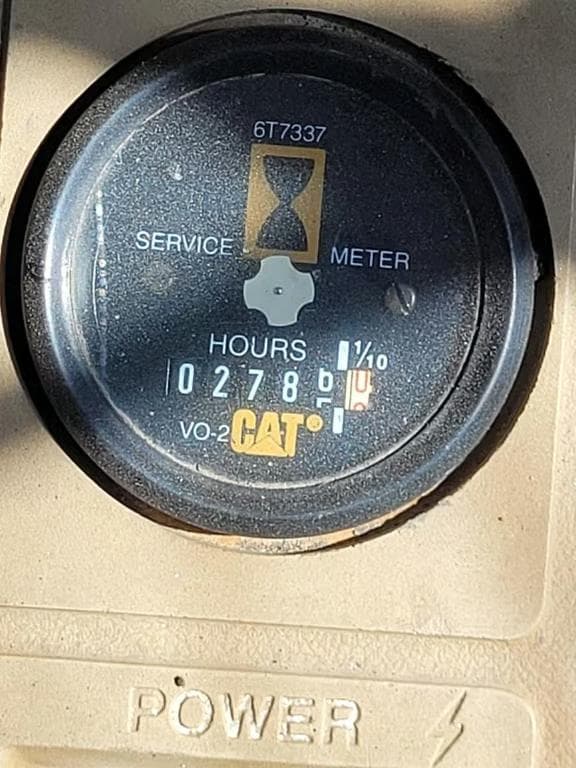 6T7337
SERVICE METER
HOURS 1/10
0278
VO-2 CAT®
POWER